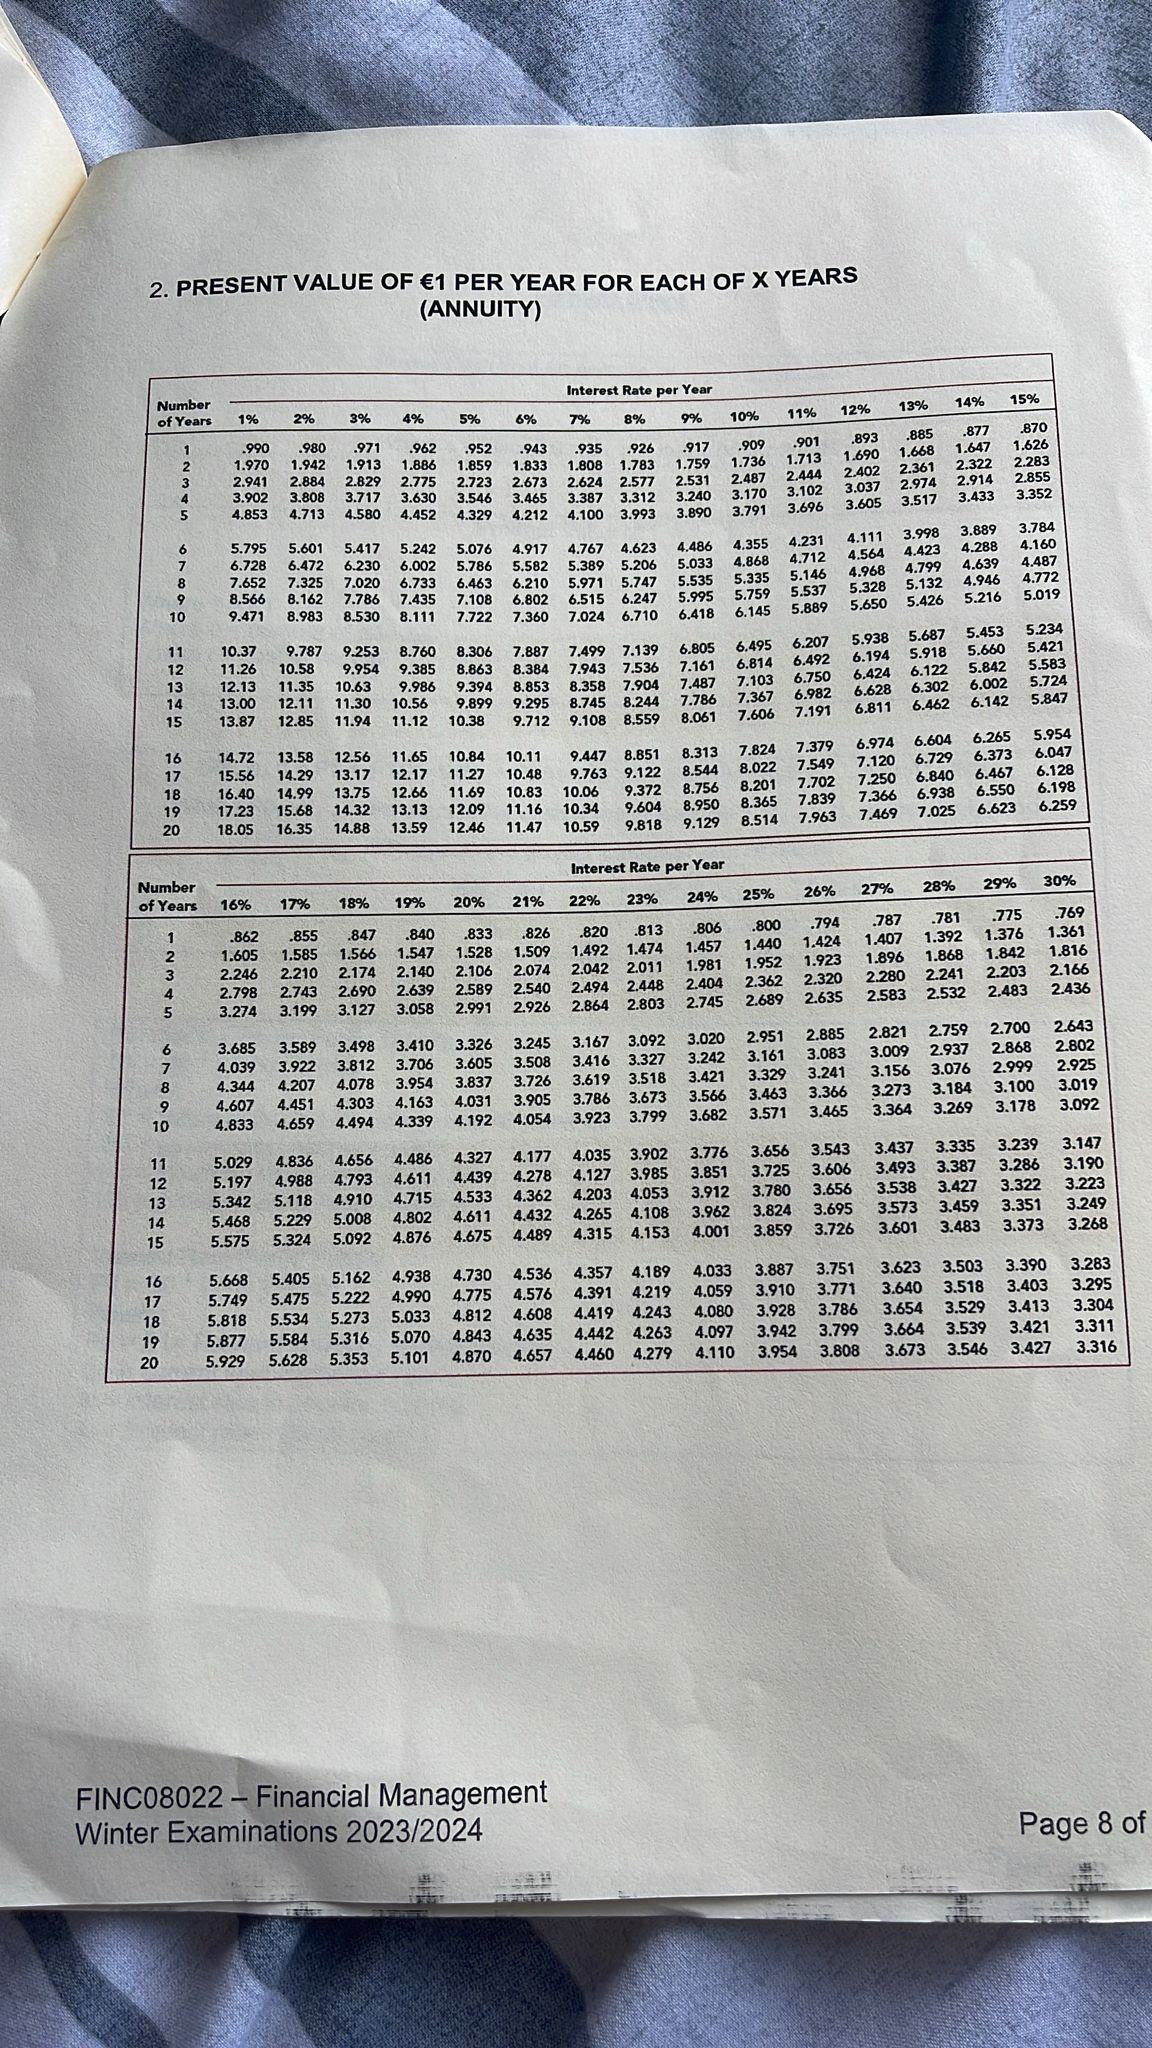 2. PRESENT VALUE OF €1 PER YEAR FOR EACH OF X YEARS
(ANNUITY)
Interest Rate per Year
Number
of Years 1% 2% 3% 4% 5% 6% 7% 8% 9% 10% 11% 12% 13% 14% 15%
1 .990 .980 .971 .962 .952 .943 .935 .926 .917 .909 .901 .893 .885 .877 .870
2 1.970 1.942 1.913 1.886 1.859 1.833 1.808 1.783 1.759 1.736 1.713 1.690 1.668 1.647 1.626
3 2.941 2.884 2.829 2.775 2.723 2.673 2.624 2.577 2.531 2.487 2.444 2.402 2.361 2.322 2.283
4 3.902 3.808 3.717 3.630 3.546 3.465 3.387 3.312 3.240 3.170 3.102 3.037 2.974 2.914 2.855
5 4.853 4.713 4.580 4.452 4.329 4.212 4.100 3.993 3.890 3.791 3.696 3.605 3.517 3.433 3.352
6 5.795 5.601 5.417 5.242 5.076 4.917 4.767 4.623 4.486 4.355 4.231 4.111 3.998 3.889 3.784
7 6.728 6.472 6.230 6.002 5.786 5.582 5.389 5.206 5.033 4.868 4.712 4.564 4.423 4.288 4.160
8 7.652 7.325 7.020 6.733 6.463 6.210 5.971 5.747 5.535 5.335 5.146 4.968 4.799 4.639 4.487
9 8.566 8.162 7.786 7.435 7.108 6.802 6.515 6.247 5.995 5.759 5.537 5.328 5.132 4.946 4.772
10 9.471 8.983 8.530 8.111 7.722 7.360 7.024 6.710 6.418 6.145 5.889 5.650 5.426 5.216 5.019
11 10.37 9.787 9.253 8.760 8.306 7.887 7.499 7.139 6.805 6.495 6.207 5.938 5.687 5.453 5.234
12 11.26 10.58 9.954 9.385 8.863 8.384 7.943 7.536 7.161 6.814 6.492 6.194 5.918 5.660 5.421
13 12.13 11.35 10.63 9.986 9.394 8.853 8.358 7.904 7.487 7.103 6.750 6.424 6.122 5.842 5.583
14 13.00 12.11 11.30 10.56 9.899 9.295 8.745 8.244 7.786 7.367 6.982 6.628 6.302 6.002 5.724
15 13.87 12.85 11.94 11.12 10.38 9.712 9.108 8.559 8.061 7.606 7.191 6.811 6.462 6.142 5.847
16 14.72 13.58 12.56 11.65 10.84 10.11 9.447 8.851 8.313 7.824 7.379 6.974 6.604 6.265 5.954
17 15.56 14.29 13.17 12.17 11.27 10.48 9.763 9.122 8.544 8.022 7.549 7.120 6.729 6.373 6.047
18 16.40 14.99 13.75 12.66 11.69 10.83 10.06 9.372 8.756 8.201 7.702 7.250 6.840 6.467 6.128
19 17.23 15.68 14.32 13.13 12.09 11.16 10.34 9.604 8.950 8.365 7.839 7.366 6.938 6.550 6.198
20 18.05 16.35 14.88 13.59 12.46 11.47 10.59 9.818 9.129 8.514 7.963 7.469 7.025 6.623 6.259
Interest Rate per Year
Number
of Years 16% 17% 18% 19% 20% 21% 22% 23% 24% 25% 26% 27% 28% 29% 30%
1 .862 .855 .847 .840 .833 .826 .820 .813 .806 .800 .794 .787 .781 .775 .769
2 1.605 1.585 1.566 1.547 1.528 1.509 1.492 1.474 1.457 1.440 1.424 1.407 1.392 1.376 1.361
3 2.246 2.210 2.174 2.140 2.106 2.074 2.042 2.011 1.981 1.952 1.923 1.896 1.868 1.842 1.816
4 2.798 2.743 2.690 2.639 2.589 2.540 2.494 2.448 2.404 2.362 2.320 2.280 2.241 2.203 2.166
5 3.274 3.199 3.127 3.058 2.991 2.926 2.864 2.803 2.745 2.689 2.635 2.583 2.532 2.483 2.436
6 3.685 3.589 3.498 3.410 3.326 3.245 3.167 3.092 3.020 2.951 2.885 2.821 2.759 2.700 2.643
7 4.039 3.922 3.812 3.706 3.605 3.508 3.416 3.327 3.242 3.161 3.083 3.009 2.937 2.868 2.802
8 4.344 4.207 4.078 3.954 3.837 3.726 3.619 3.518 3.421 3.329 3.241 3.156 3.076 2.999 2.925
9 4.607 4.451 4.303 4.163 4.031 3.905 3.786 3.673 3.566 3.463 3.366 3.273 3.184 3.100 3.019
10 4.833 4.659 4.494 4.339 4.192 4.054 3.923 3.799 3.682 3.571 3.465 3.364 3.269 3.178 3.092
11 5.029 4.836 4.656 4.486 4.327 4.177 4.035 3.902 3.776 3.656 3.543 3.437 3.335 3.239 3.147
12 5.197 4.988 4.793 4.611 4.439 4.278 4.127 3.985 3.851 3.725 3.606 3.493 3.387 3.286 3.190
13 5.342 5.118 4.910 4.715 4.533 4.362 4.203 4.053 3.912 3.780 3.656 3.538 3.427 3.322 3.223
14 5.468 5.229 5.008 4.802 4.611 4.432 4.265 4.108 3.962 3.824 3.695 3.573 3.459 3.351 3.249
15 5.575 5.324 5.092 4.876 4.675 4.489 4.315 4.153 4.001 3.859 3.726 3.601 3.483 3.373 3.268
16 5.668 5.405 5.162 4.938 4.730 4.536 4.357 4.189 4.033 3.887 3.751 3.623 3.503 3.390 3.283
17 5.749 5.475 5.222 4.990 4.775 4.576 4.391 4.219 4.059 3.910 3.771 3.640 3.518 3.403 3.295
18 5.818 5.534 5.273 5.033 4.812 4.608 4.419 4.243 4.080 3.928 3.786 3.654 3.529 3.413 3.304
19 5.877 5.584 5.316 5.070 4.843 4.635 4.442 4.263 4.097 3.942 3.799 3.664 3.539 3.421 3.311
20 5.929 5.628 5.353 5.101 4.870 4.657 4.460 4.279 4.110 3.954 3.808 3.673 3.546 3.427 3.316
FINC08022 – Financial Management
Winter Examinations 2023/2024
Page 8 of